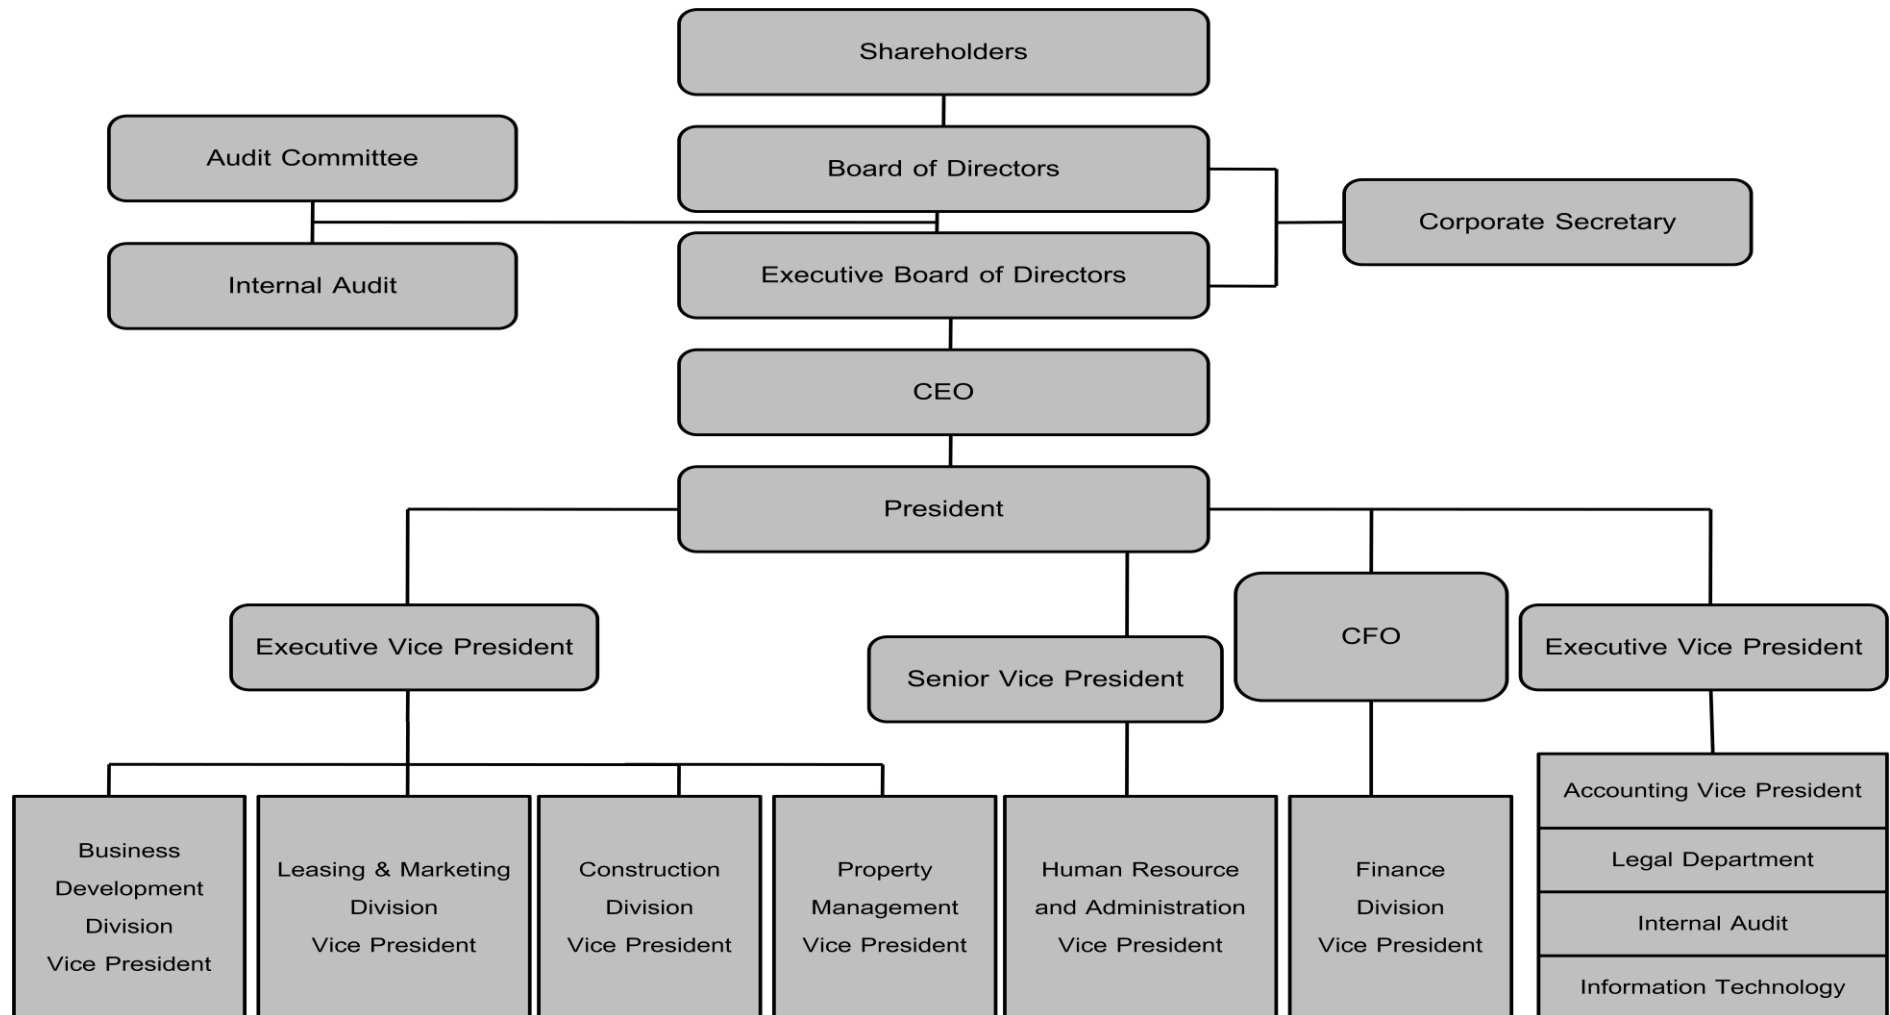 Shareholders
Audit Committee
Board of Directors
Corporate Secretary
Internal Audit
Executive Board of Directors
CEO
President
Executive Vice President
Senior Vice President
CFO
Executive Vice President
Business
Development
Division
Vice President
Leasing & Marketing
Division
Vice President
Construction
Division
Vice President
Property
Management
Vice President
Human Resource
and Administration
Vice President
Finance
Division
Vice President
Accounting Vice President
Legal Department
Internal Audit
Information Technology